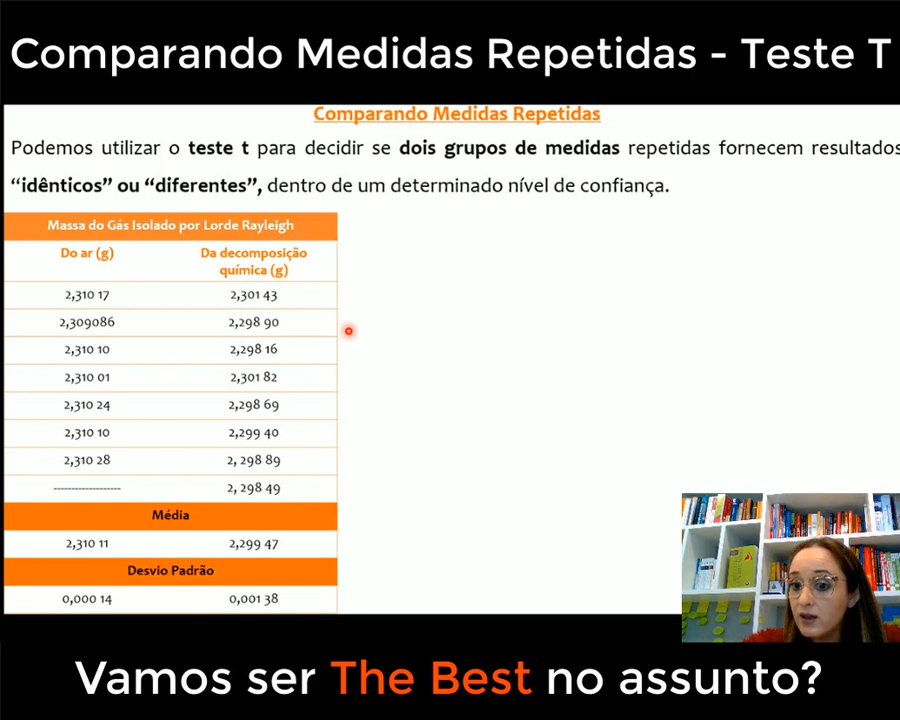 Comparando Medidas Repetidas - Teste T
Comparando Medidas Repetidas
Podemos utilizar o teste t para decidir se dois grupos de medidas repetidas fornecem resultados
“idênticos” ou “diferentes”, dentro de um determinado nível de confiança.
Massa do Gás Isolado por Lorde Rayleigh
Do ar (g) Da decomposição
química (g)
2,310 17 2,301 43
2,309086 2,298 90
2,310 10 2,298 16
2,310 01 2,301 82
2,310 24 2,298 69
2,310 10 2,299 40
2,310 28 2, 298 89
------------------- 2, 298 49
Média
2,310 11 2,299 47
Desvio Padrão
0,000 14 0,001 38
Vamos ser The Best no assunto?